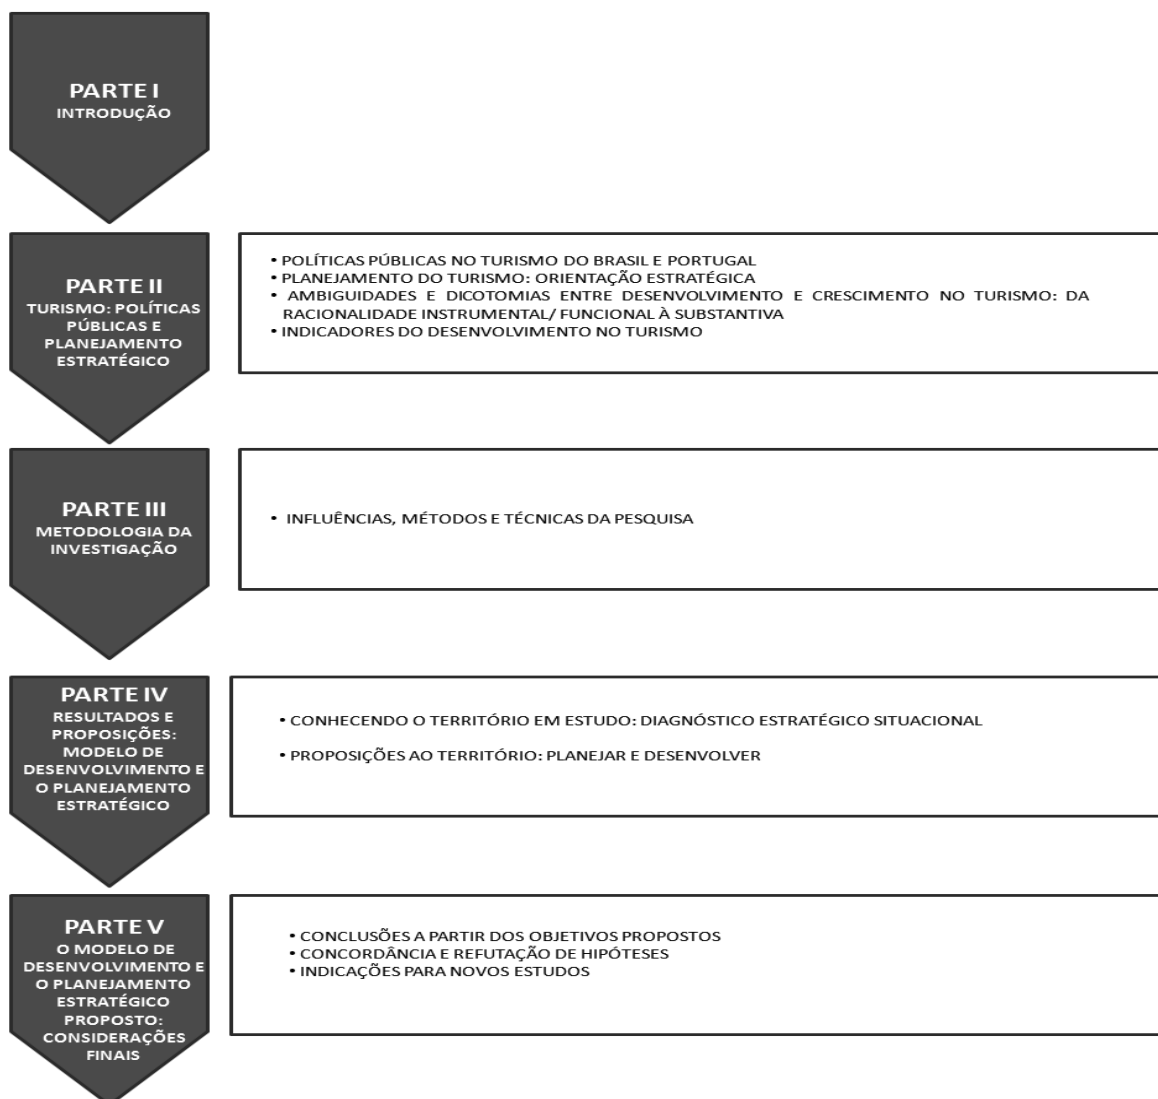 PARTE I
INTRODUÇÃO
PARTE II
TURISMO: POLÍTICAS
PÚBLICAS E
PLANEJAMENTO
ESTRATÉGICO
• POLÍTICAS PÚBLICAS NO TURISMO DO BRASIL E PORTUGAL
• PLANEJAMENTO DO TURISMO: ORIENTAÇÃO ESTRATÉGICA
• AMBIGUIDADES E DICOTOMIAS ENTRE DESENVOLVIMENTO E CRESCIMENTO NO TURISMO: DA
RACIONALIDADE INSTRUMENTAL/ FUNCIONAL À SUBSTANTIVA
• INDICADORES DO DESENVOLVIMENTO NO TURISMO
PARTE III
METODOLOGIA DA
INVESTIGAÇÃO
• INFLUÊNCIAS, MÉTODOS E TÉCNICAS DA PESQUISA
PARTE IV
RESULTADOS E
PROPOSIÇÕES:
MODELO DE
DESENVOLVIMENTO E
O PLANEJAMENTO
ESTRATÉGICO
• CONHECENDO O TERRITÓRIO EM ESTUDO: DIAGNÓSTICO ESTRATÉGICO SITUACIONAL
• PROPOSIÇÕES AO TERRITÓRIO: PLANEJAR E DESENVOLVER
PARTE V
O MODELO DE
DESENVOLVIMENTO E
O PLANEJAMENTO
ESTRATÉGICO
PROPOSTO:
CONSIDERAÇÕES
FINAIS
• CONCLUSÕES A PARTIR DOS OBJETIVOS PROPOSTOS
• CONCORDÂNCIA E REFUTAÇÃO DE HIPÓTESES
• INDICAÇÕES PARA NOVOS ESTUDOS